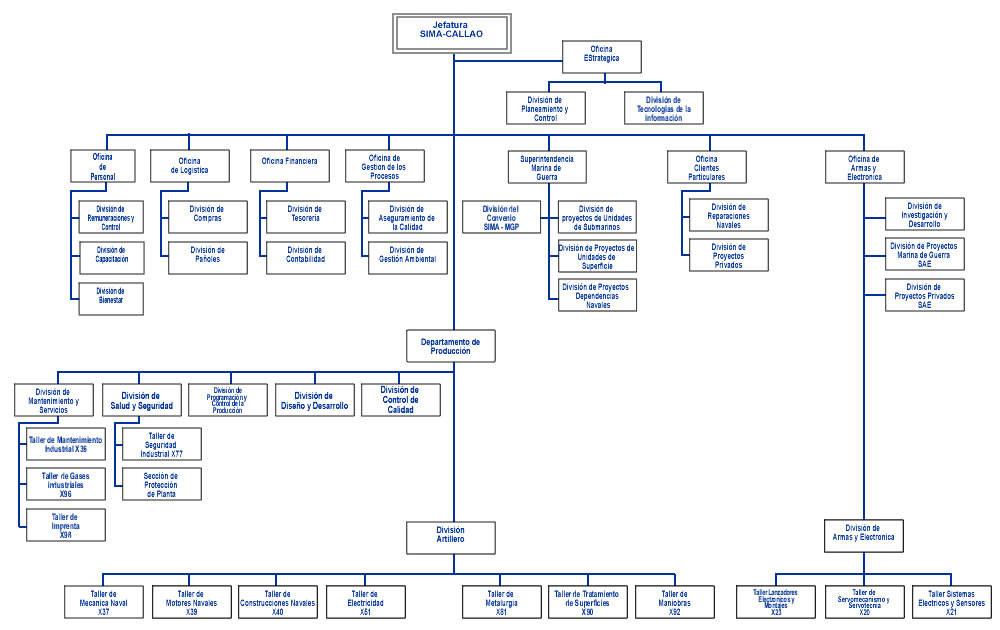 Jefatura
SIMA-CALLAO
Oficina
EStrategica
División de
Planeamiento y
Control
División de
Tecnologías de la
información
Oficina
de
Personal
Oficina
de Logística
Oficina Financiera
Oficina de
Gestion de los
Procesos
Superintendencia
Marina de
Guerra
Oficina
Clientes
Particulares
Oficina de
Armas y
Electronica
División de
Remuneraciones y
Control
División de
Compras
División de
Tesoreria
División de
Aseguramiento de
la Calidad
División del
Convenio
SIMA - MGP
División de
proyectos de Unidades
de Submarinos
División de
Reparaciones
Navales
División de
Investigación y
Desarrollo
División de
Capacitación
División de
Pañoles
División de
Contabilidad
División de
Gestión Ambiental
División de Proyectos de
Unidades de
Superficie
División de
Proyectos
Privados
División de Proyectos
Marina de Guerra
SAE
División de
Bienestar
División de Proyectos
Dependencias
Navales
División de
Proyectos Privados
SAE
Departamento de
Producción
División de
Mantenimiento y
Servicios
División de
Salud y Seguridad
División de
Programación y
Control de la
Producción
División de
Diseño y Desarrollo
División de
Control de
Calidad
Taller de Mantenimiento
Industrial X36
Taller de
Seguridad
Industrial X77
Taller de Gases
Industriales
X96
Sección de
Protección
de Planta
Taller de
Imprenta
X98
División
Artillero
División de
Armas y Electronica
Taller de
Mecanica Naval
X37
Taller de
Motores Navales
X39
Taller de
Construcciones Navales
X40
Taller de
Electricidad
X51
Taller de
Metalurgia
X81
Taller de Tratamiento
de Superficies
X90
Taller de
Maniobras
X92
Taller Lanzadores
Electronicos y
Montajes
X23
Taller de
Servomecanismo y
Servotecnia
X20
Taller Sistemas
Electricos y Sensores
X21